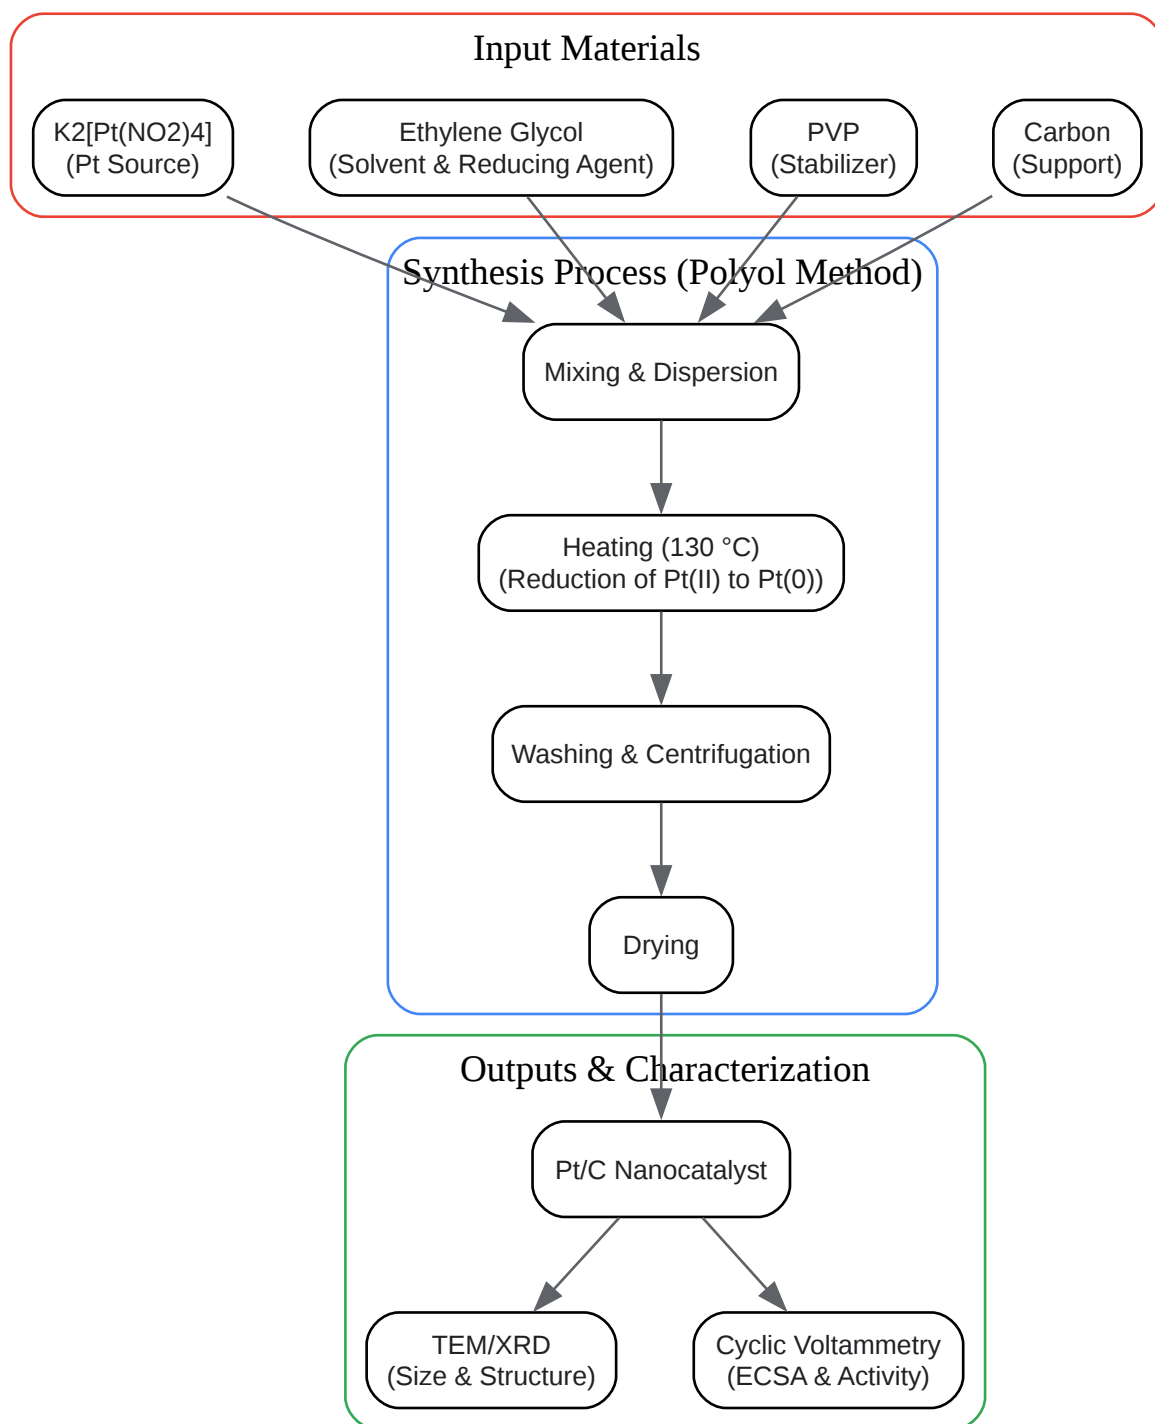 Input Materials
K2[Pt(NO2)4]
(Pt Source)
Ethylene Glycol
(Solvent & Reducing Agent)
PVP
(Stabilizer)
Carbon
(Support)
Synthesis Process (Polyol Method)
Mixing & Dispersion
Heating (130 °C)
(Reduction of Pt(II) to Pt(0))
Washing & Centrifugation
Drying
Outputs & Characterization
Pt/C Nanocatalyst
TEM/XRD
(Size & Structure)
Cyclic Voltammetry
(ECSA & Activity)